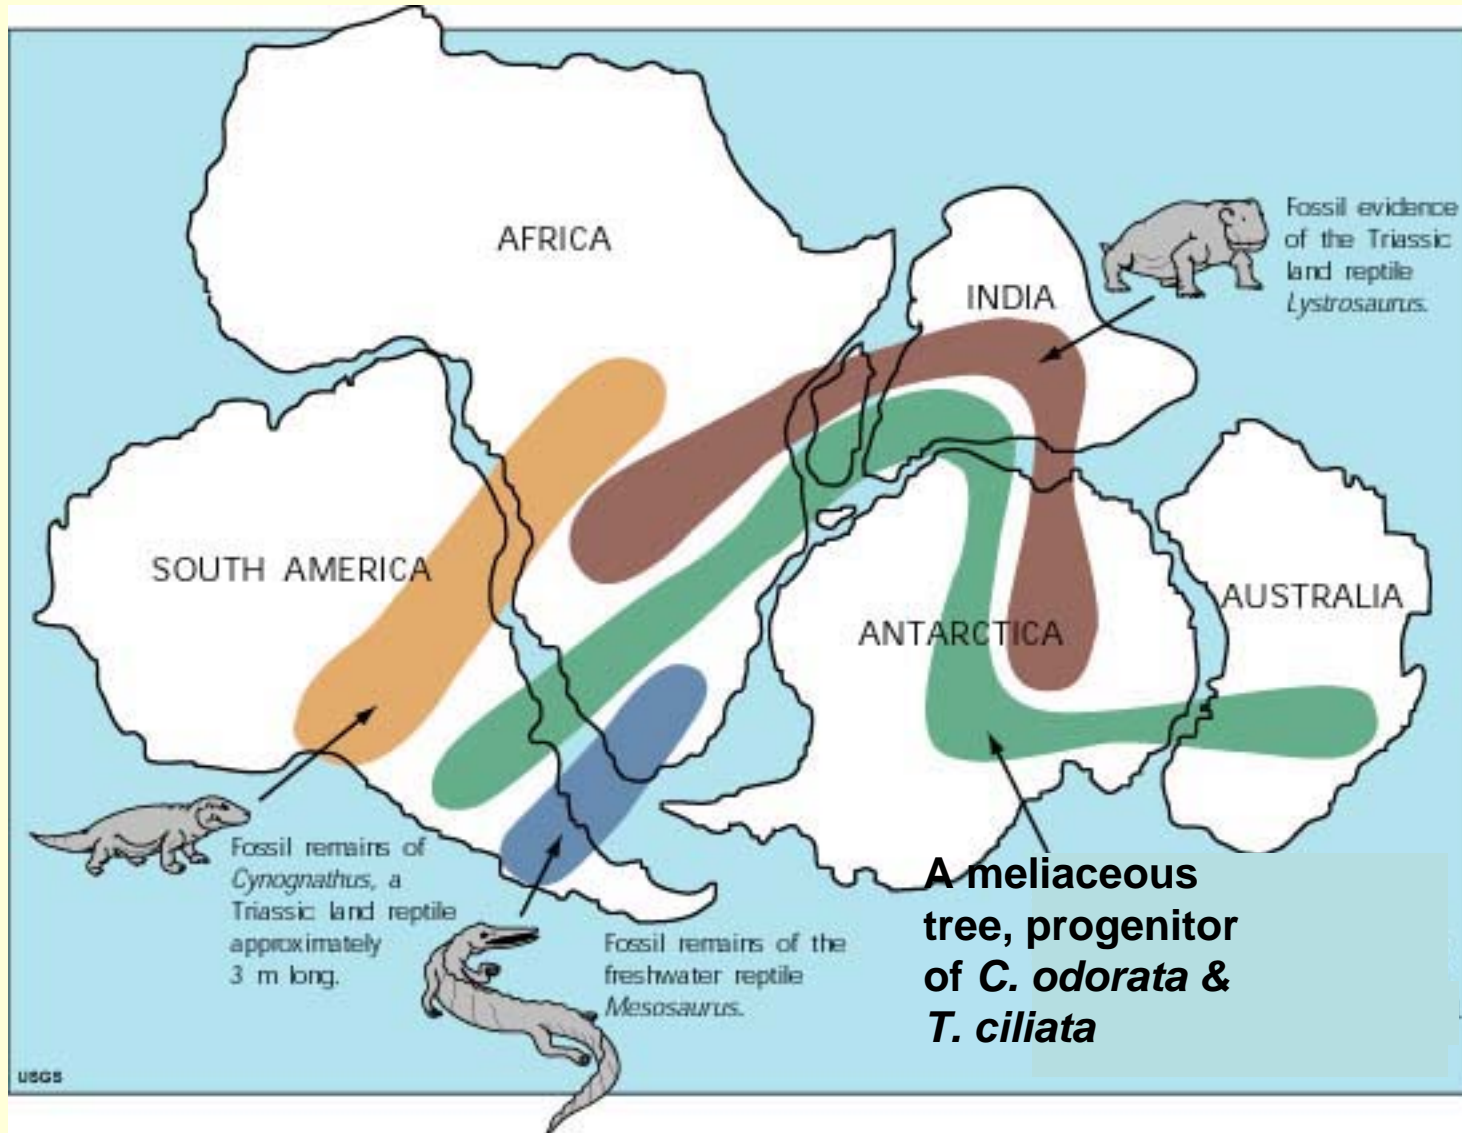 AFRICA
INDIA
Fossil evidence
of the Triassic
land reptile
Lystrosaurus.
SOUTH AMERICA
ANTARCTICA
AUSTRALIA
Fossil remains of
Cynognathus, a
Triassic land reptile
approximately
3 m long.
Fossil remains of the
freshwater reptile
Mesosaurus.
A meliaceous
tree, progenitor
of C. odorata &
T. ciliata
USGS